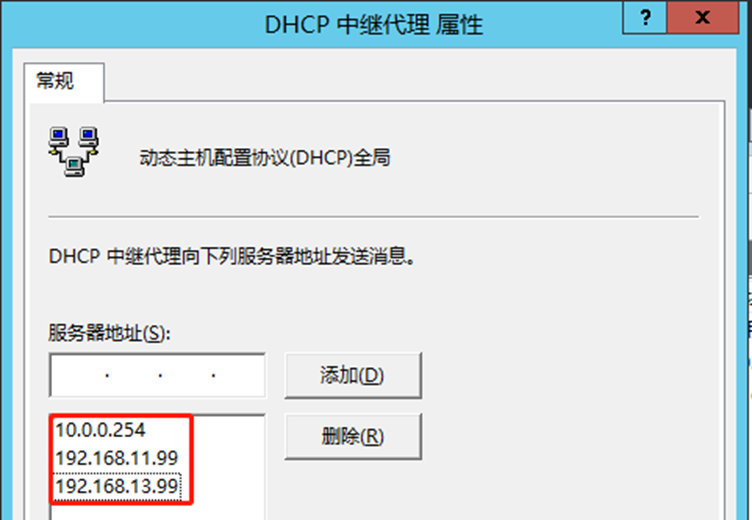 DHCP 中继代理 属性
?
x
常规
动态主机配置协议(DHCP)全局
DHCP 中继代理向下列服务器地址发送消息。
服务器地址(S):
. . .
添加(D)
10.0.0.254
删除(R)
192.168.11.99
192.168.13.99